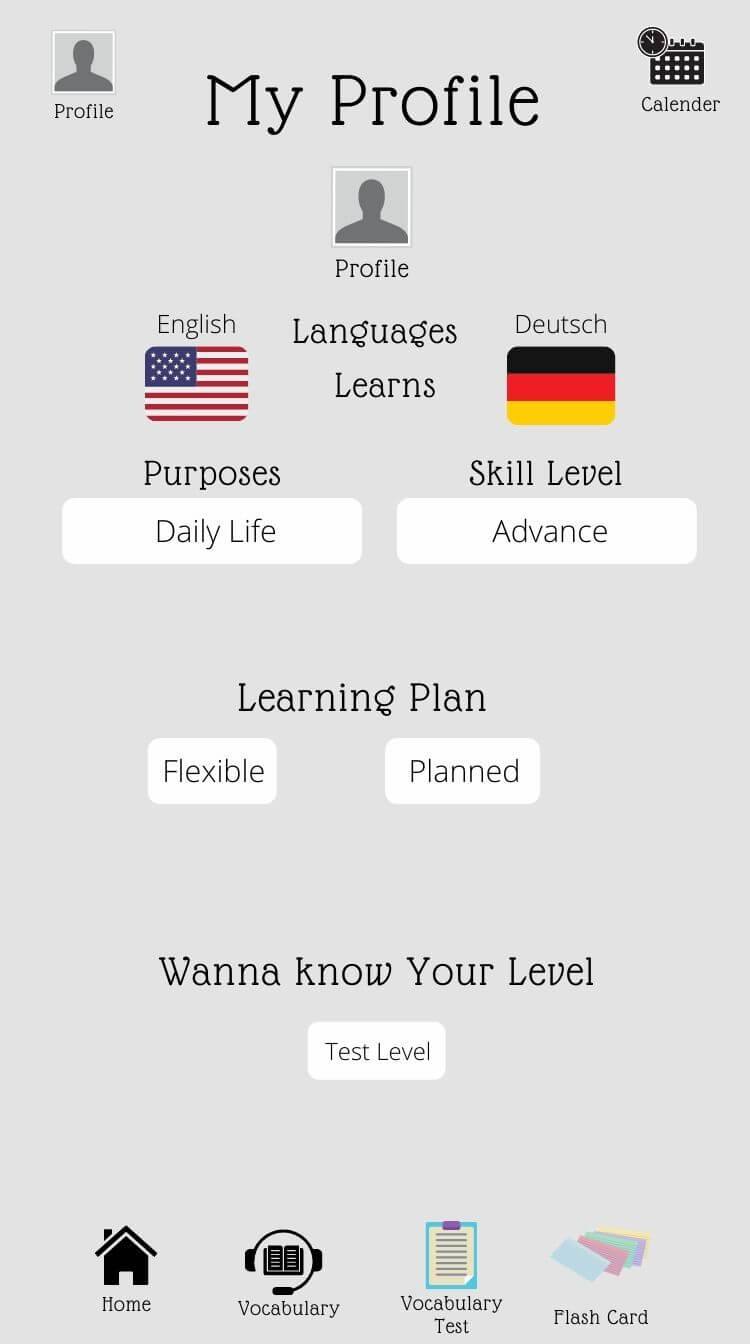 Profile
My Profile
Calender
Profile
English
Languages
Learns
Deutsch
Purposes
Skill Level
Daily Life
Advance
Learning Plan
Flexible
Planned
Wanna know Your Level
Test Level
Home
Vocabulary
Vocabulary
Test
Flash Card